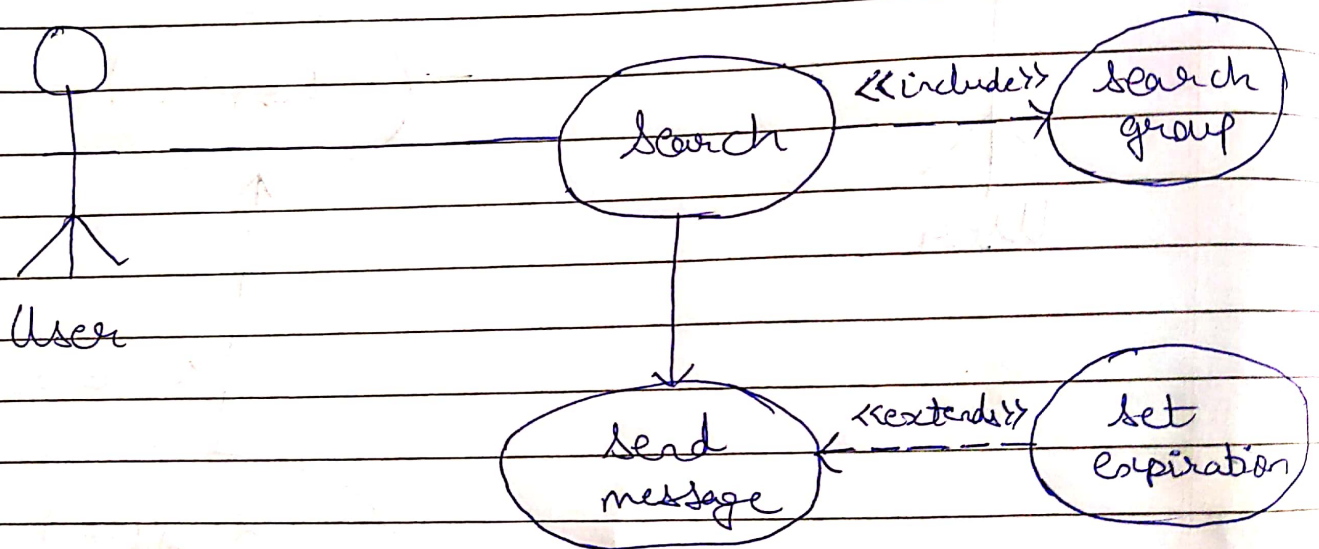 <<include>>
search
group
search
User
<<extends>>
set
expiration
send
message